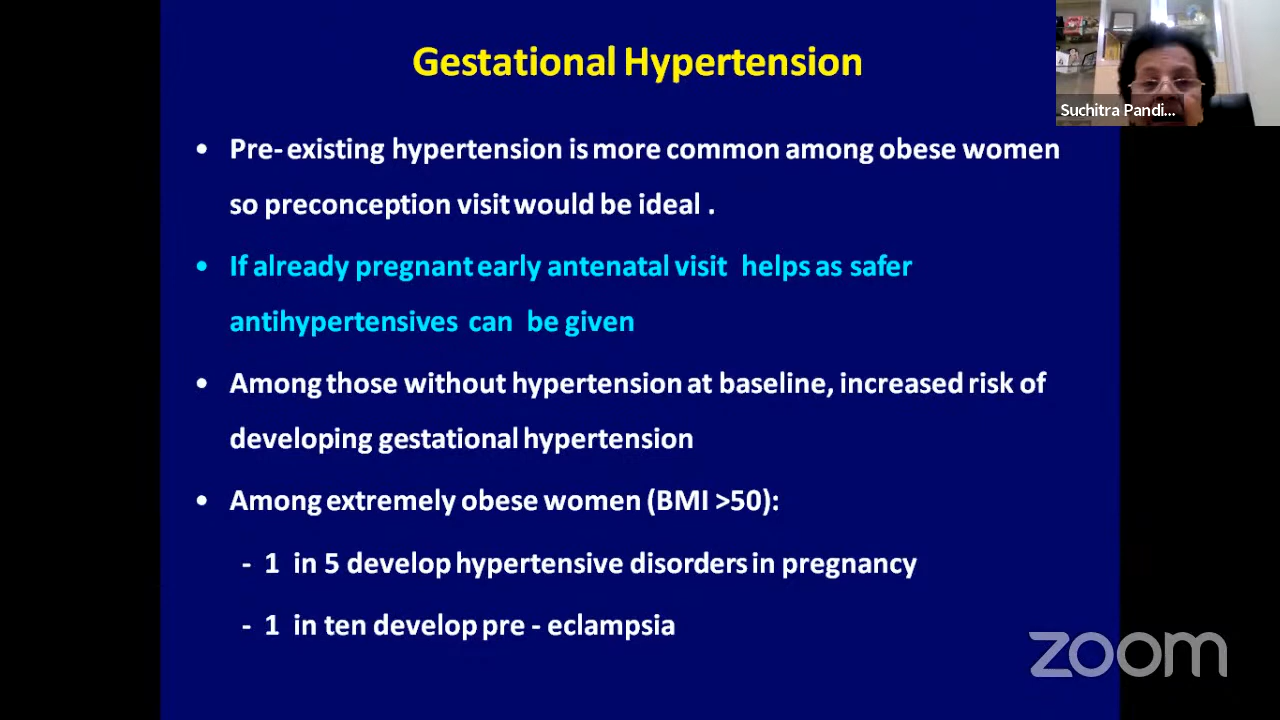 Gestational Hypertension
Suchitra Pandi...
• Pre-existing hypertension is more common among obese women
so preconception visit would be ideal .
• If already pregnant early antenatal visit helps as safer
antihypertensives can be given
• Among those without hypertension at baseline, increased risk of
developing gestational hypertension
• Among extremely obese women (BMI >50):
- 1 in 5 develop hypertensive disorders in pregnancy
- 1 in ten develop pre - eclampsia
zoom